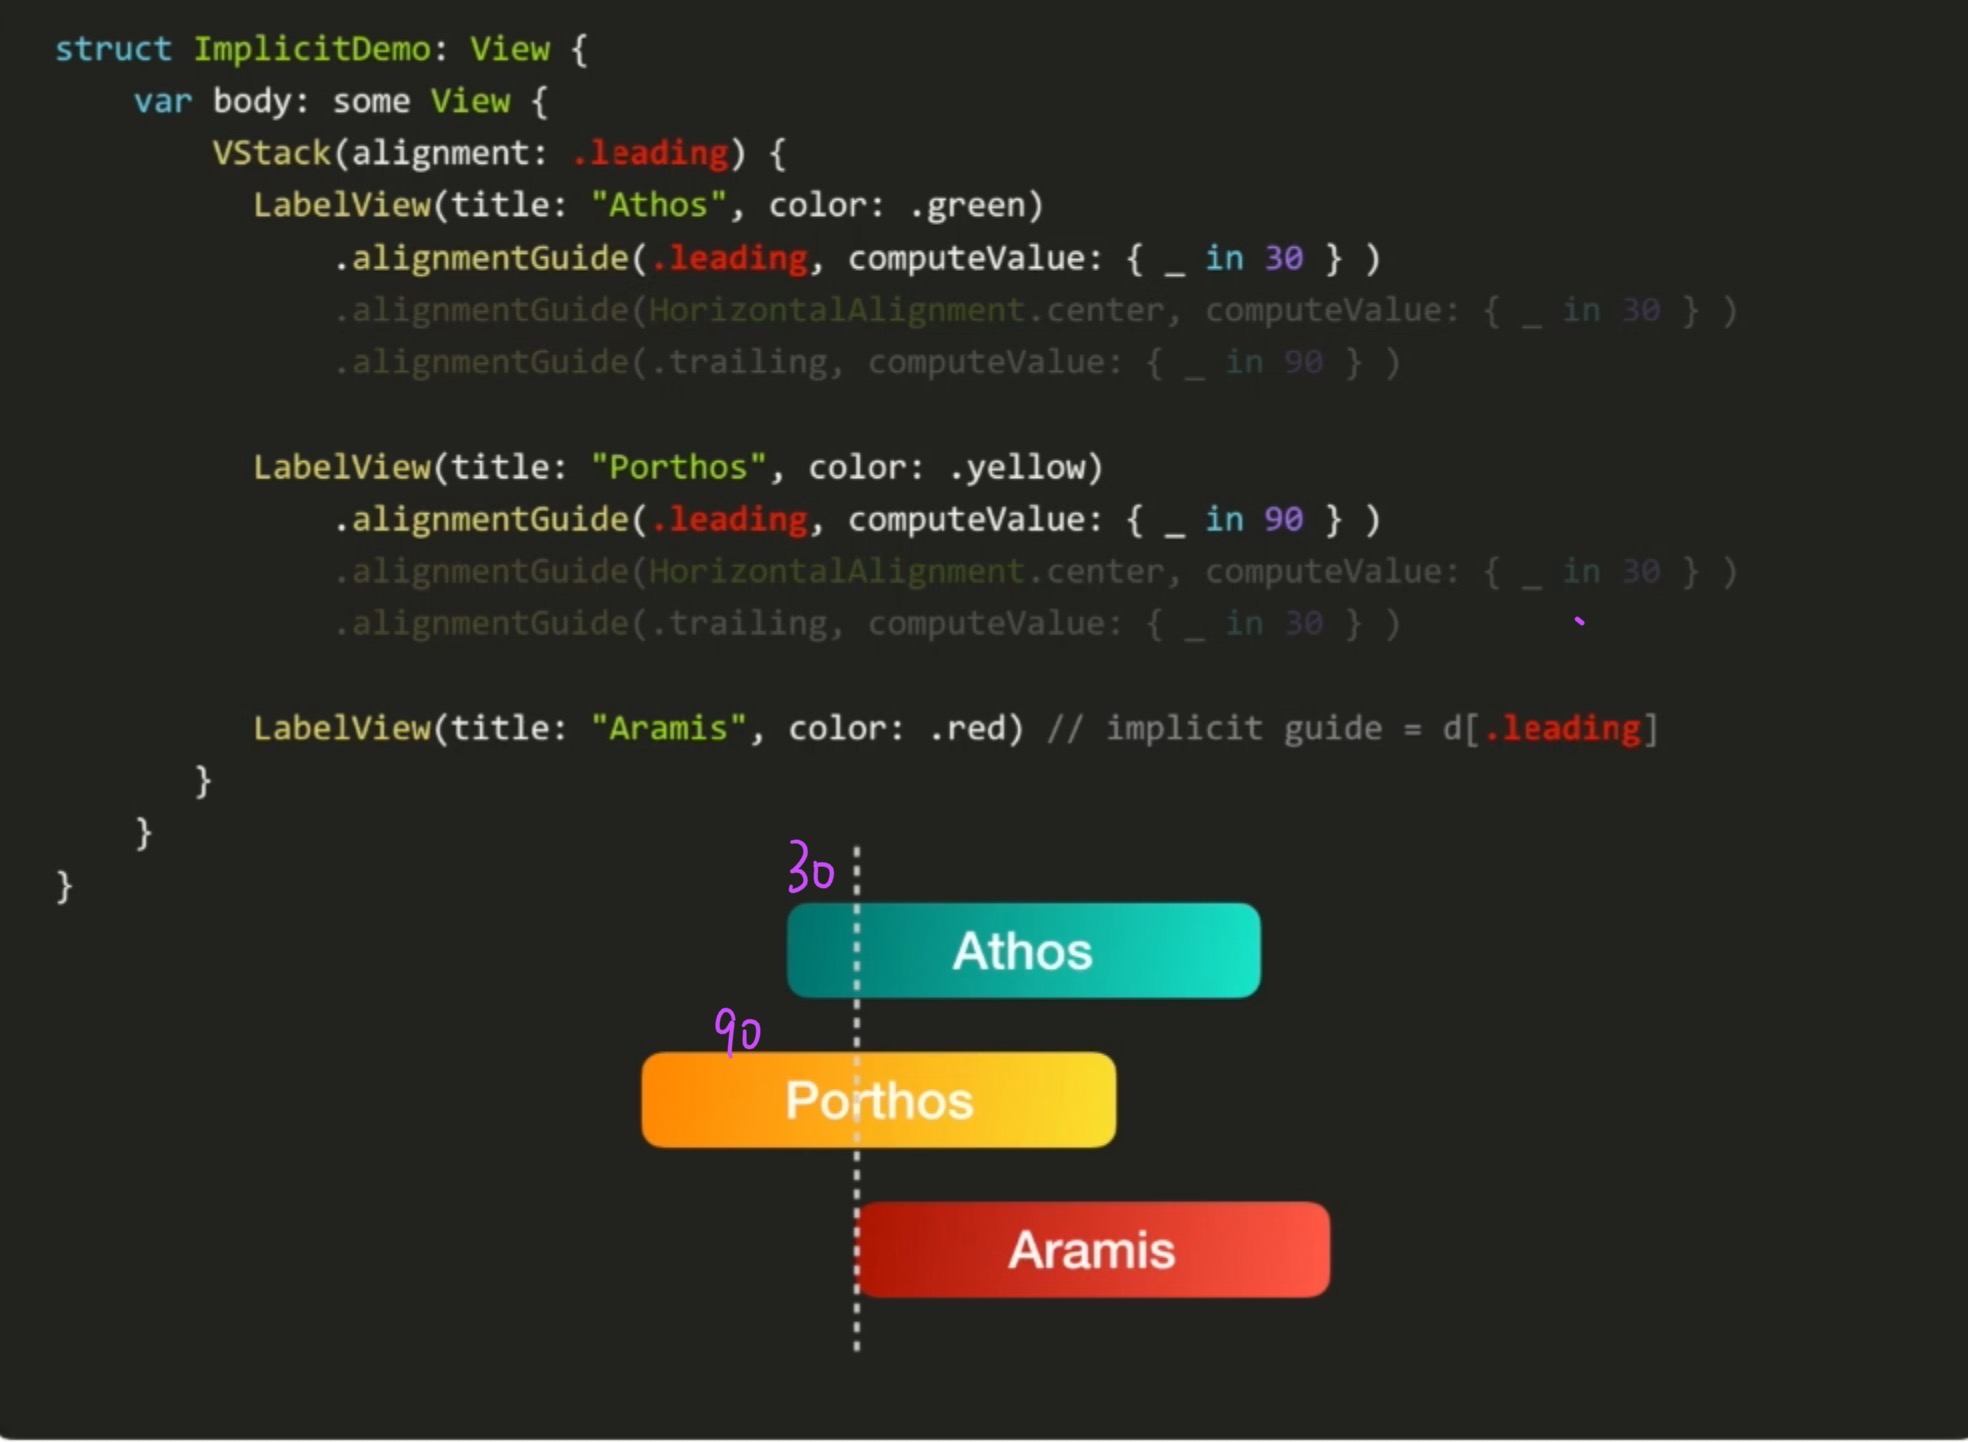 struct ImplicitDemo: View {
var body: some View {
VStack(alignment: .leading) {
LabelView(title: "Athos", color: .green)
.alignmentGuide(.leading, computeValue: { _ in 30 } )
.alignmentGuide(HorizontalAlignment.center, computeValue: { _ in 30 } )
.alignmentGuide(.trailing, computeValue: { _ in 90 } )
LabelView(title: "Porthos", color: .yellow)
.alignmentGuide(.leading, computeValue: { _ in 90 } )
.alignmentGuide(HorizontalAlignment.center, computeValue: { _ in 30 } )
.alignmentGuide(.trailing, computeValue: { _ in 30 } )
LabelView(title: "Aramis", color: .red) // implicit guide = d[.leading]
}
}
}
30
Athos
90
Porthos
Aramis